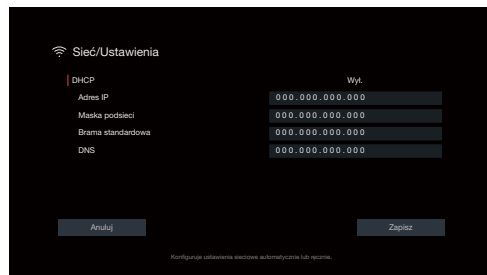 Sieć/Ustawienia
DHCP Wył.
Adres IP 000.000.000.000
Maska podsieci 000.000.000.000
Brama standardowa 000.000.000.000
DNS 000.000.000.000
Anuluj Zapisz
Konfiguruje ustawienia sieciowe automatycznie lub ręcznie.